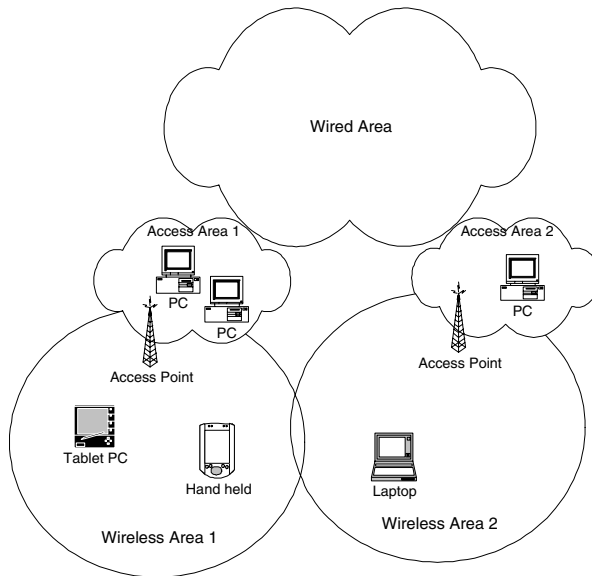 Wired Area
Access Area 1
Access Area 2
PC
PC
PC
Access Point
Access Point
Tablet PC
Hand held
Laptop
Wireless Area 1
Wireless Area 2